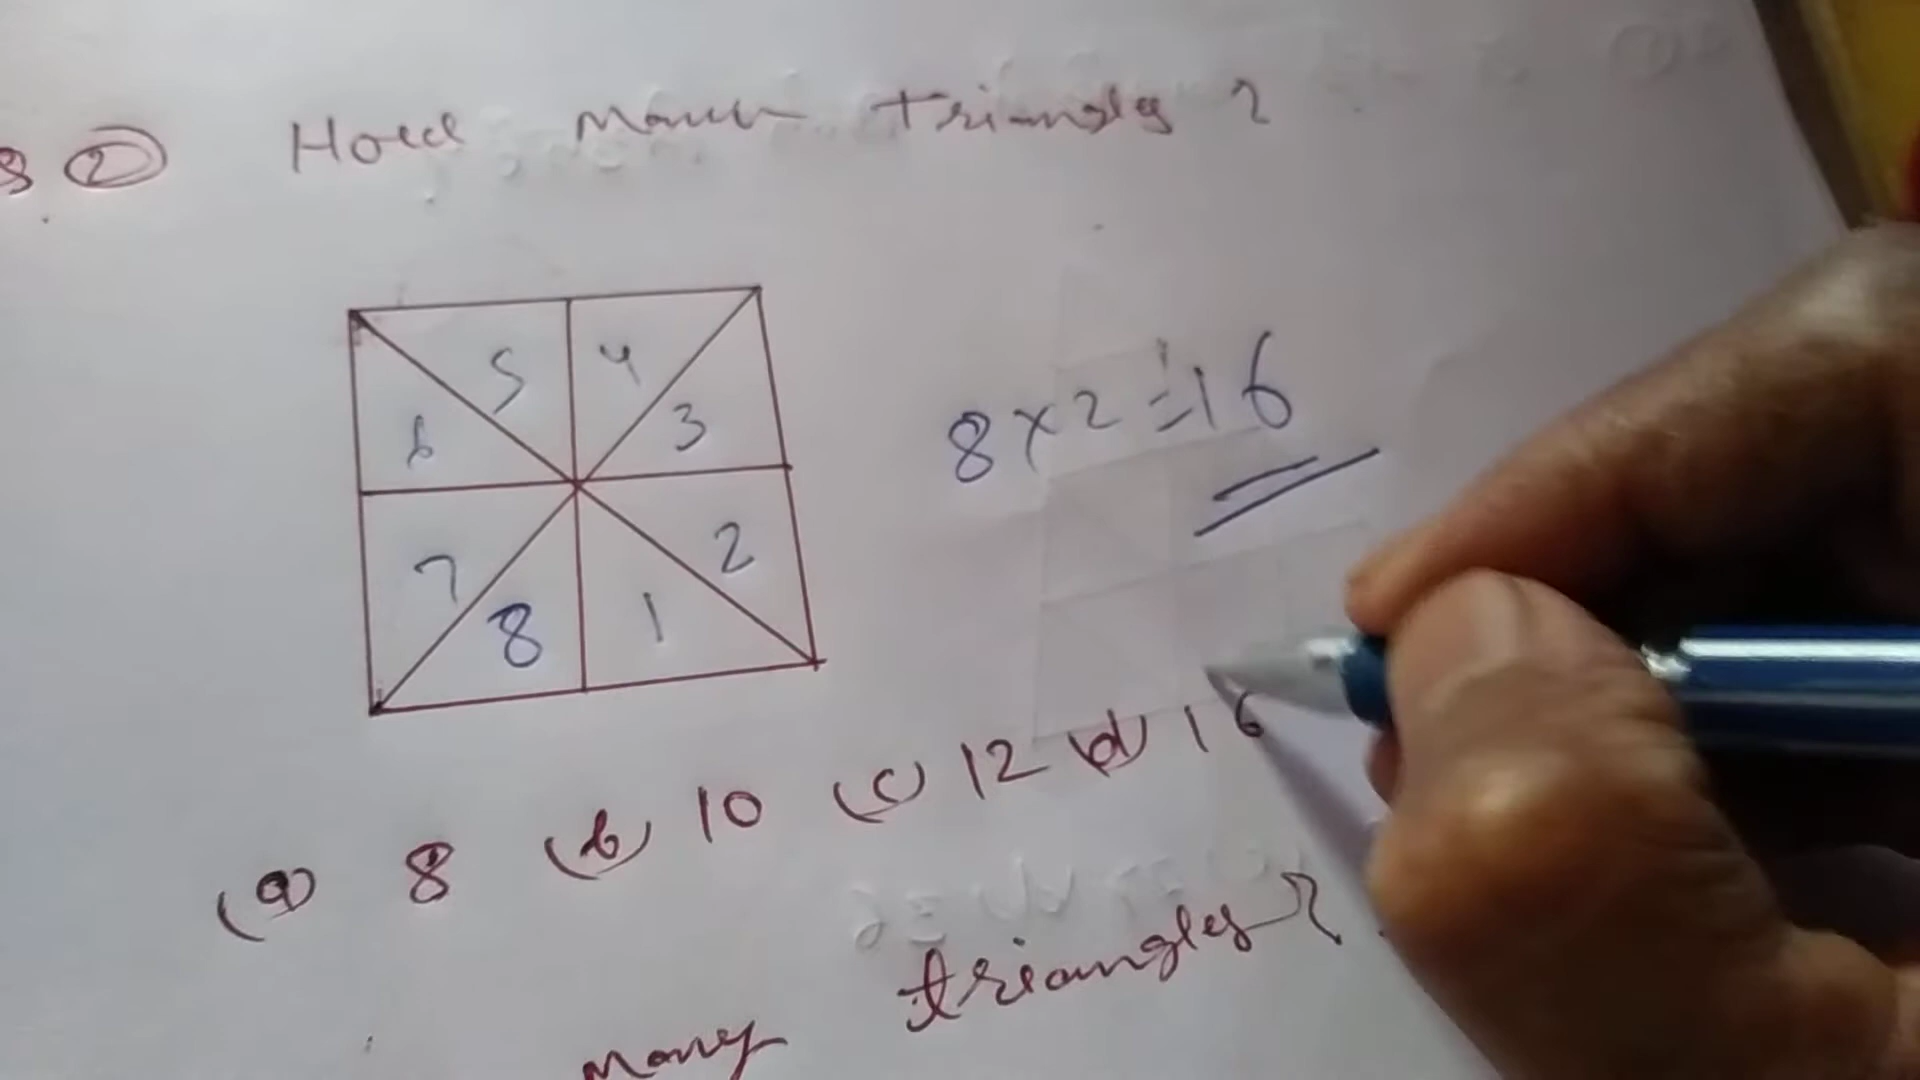 8 ② How Many triangles ?
5 4
6 3
8 x 2 = 16
7 2
8 1
(a) 8 (b) 10 (c) 12 (d) 16
many triangles ?